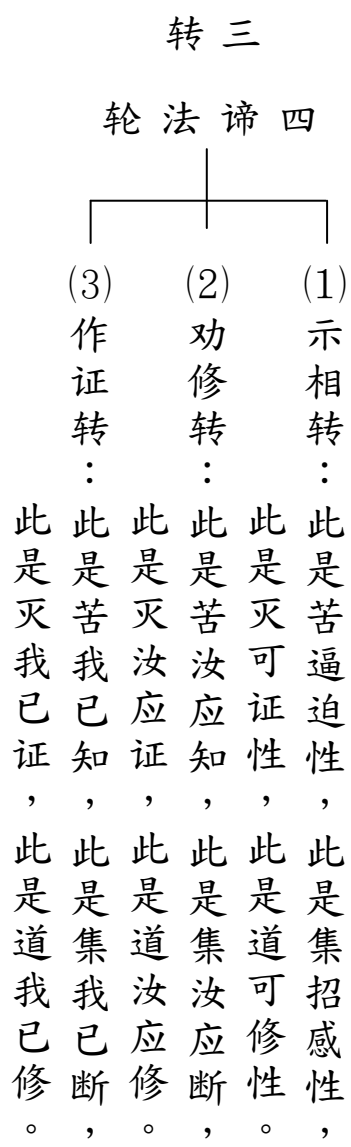 三转
四谛法轮
(1)示相转：此是苦逼迫性，此是集招感性，
此是灭可证性，此是道可修性。
(2)劝修转：此是苦汝应知，此是集汝应断，
此是灭汝应证，此是道汝应修。
(3)作证转：此是苦我已知，此是集我已断，
此是灭我已证，此是道我已修。